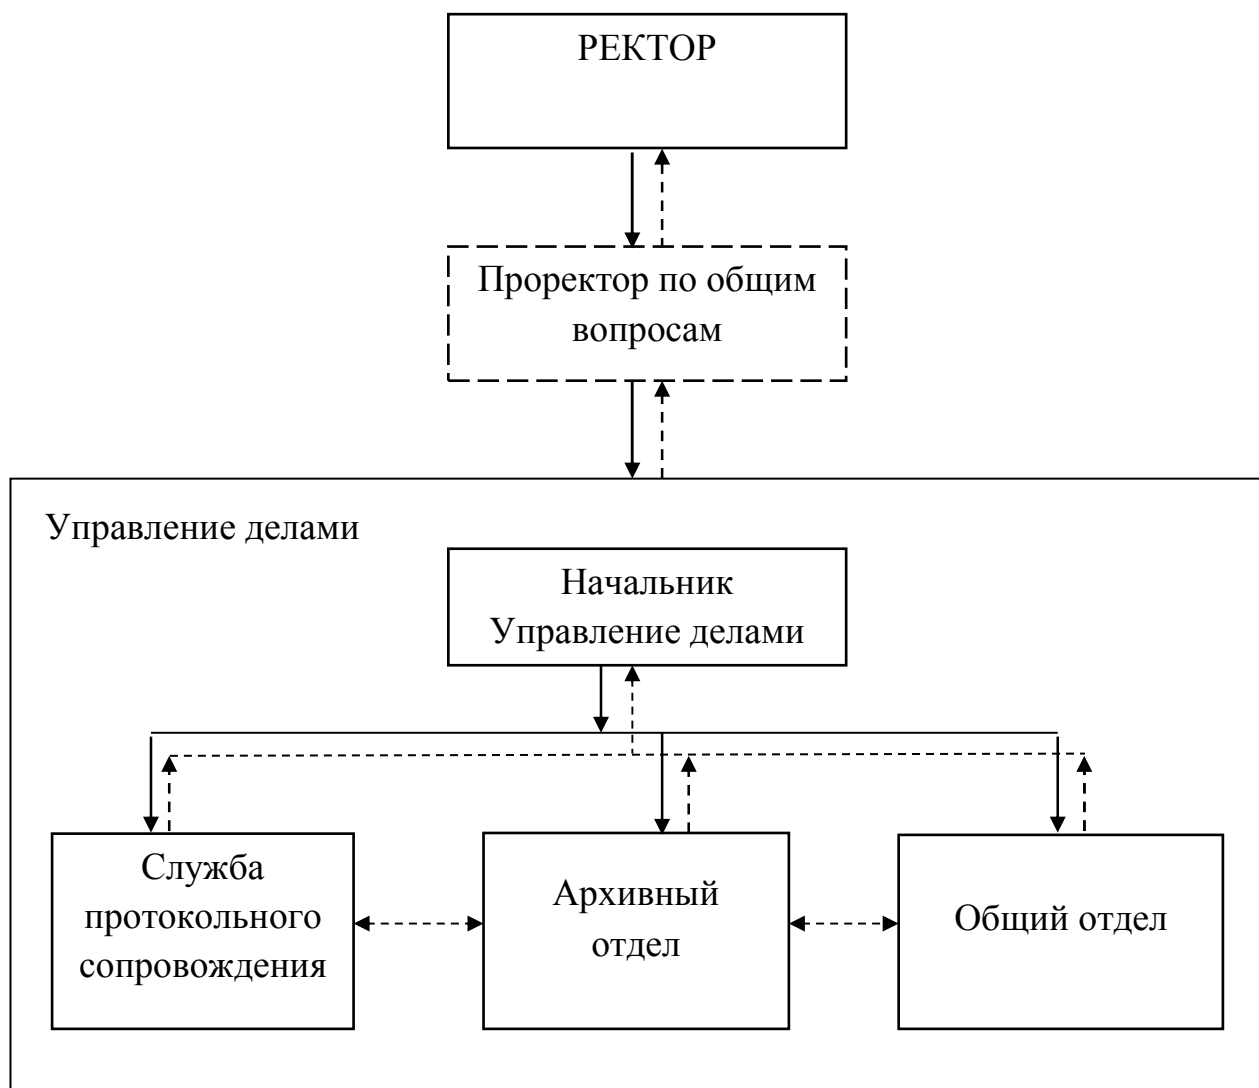 РЕКТОР
Проректор по общим
вопросам
Управление делами
Начальник
Управление делами
Служба
протокольного
сопровождения
Архивный
отдел
Общий отдел